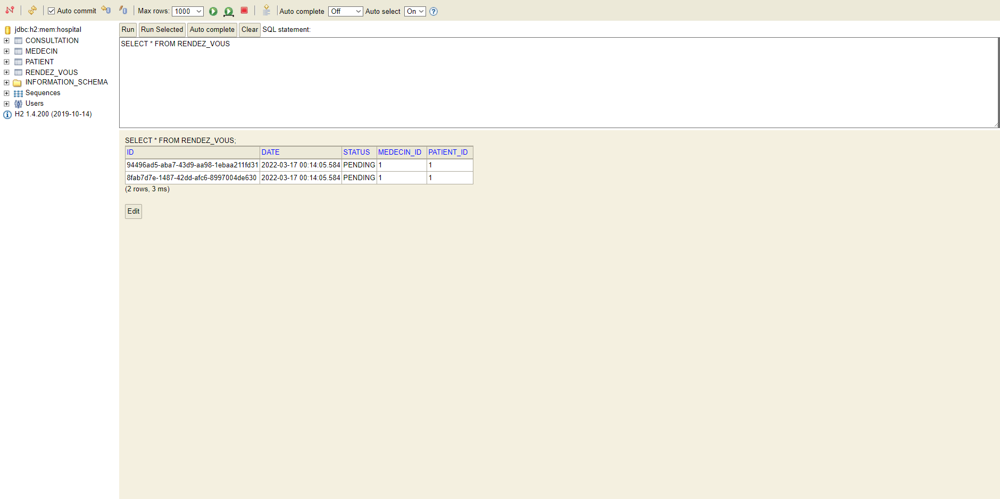 Auto commit Max rows: 1000 Auto complete Off Auto select On
jdbc:h2:mem:hospital
CONSULTATION
MEDECIN
PATIENT
RENDEZ_VOUS
INFORMATION_SCHEMA
Sequences
Users
H2 1.4.200 (2019-10-14)
Run Run Selected Auto complete Clear SQL statement:
SELECT * FROM RENDEZ_VOUS
SELECT * FROM RENDEZ_VOUS;
ID DATE STATUS MEDECIN_ID PATIENT_ID
94496ad5-aba7-43d9-aa98-1ebaa211fd31 2022-03-17 00:14:05.584 PENDING 1 1
8fab7d7e-1487-42dd-afc6-8997004de630 2022-03-17 00:14:05.584 PENDING 1 1
(2 rows, 3 ms)
Edit